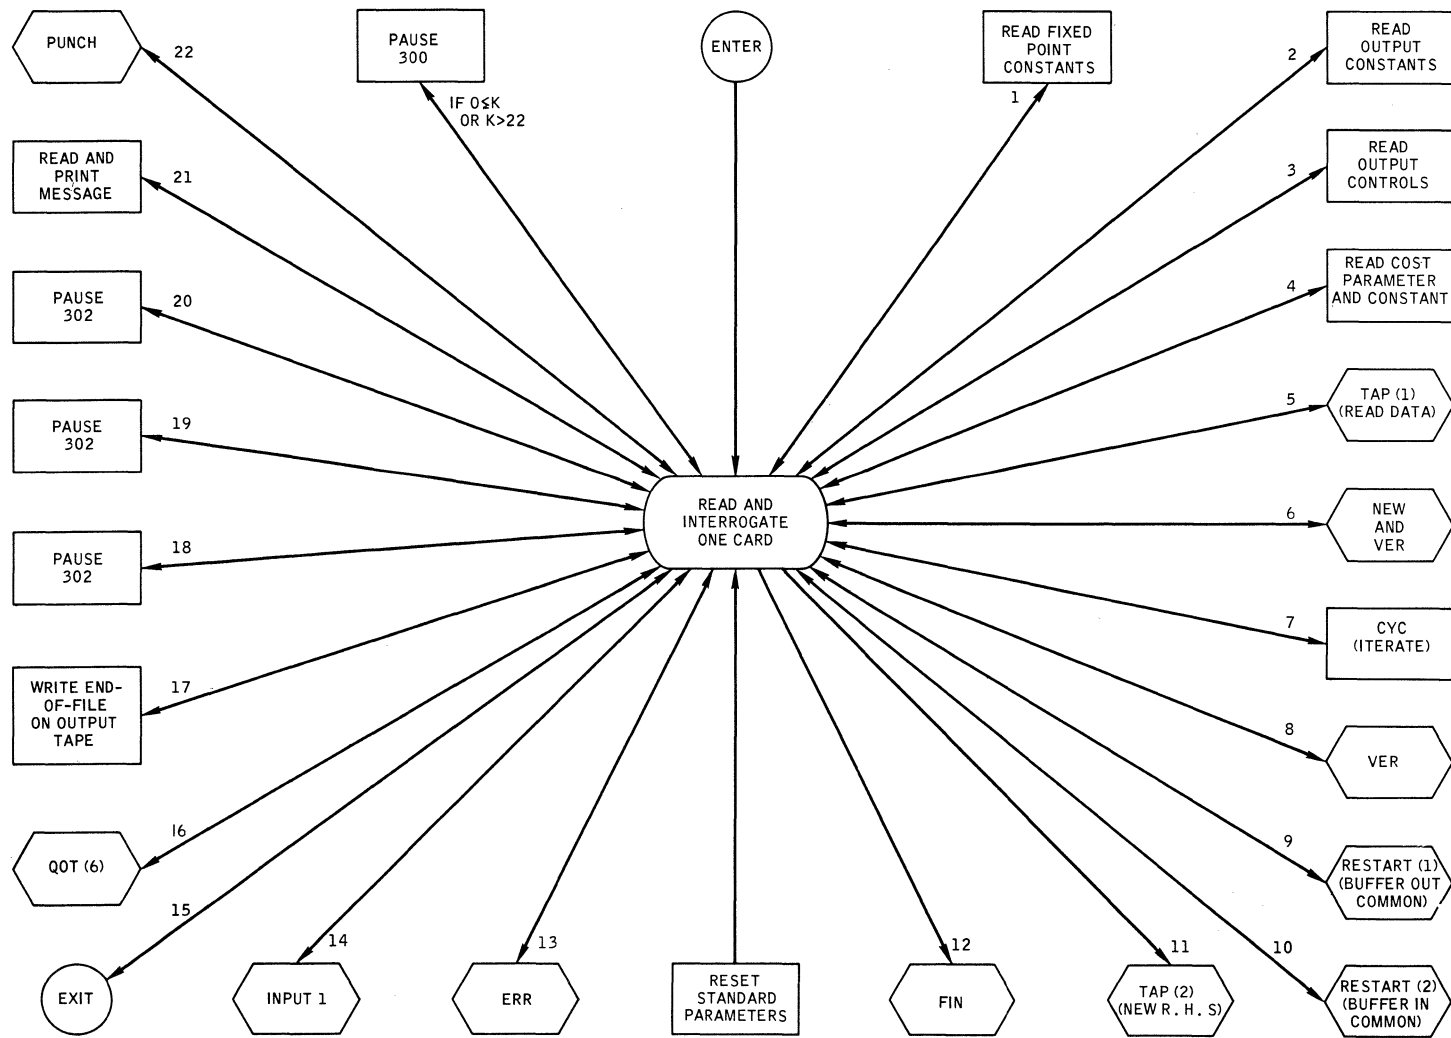 PUNCH
22
PAUSE
300
IF 0≤K
OR K>22
ENTER
READ FIXED
POINT
CONSTANTS
1
READ
OUTPUT
CONSTANTS
2
READ AND
PRINT
MESSAGE
21
READ
OUTPUT
CONTROLS
3
PAUSE
302
20
READ COST
PARAMETER
AND CONSTANT
4
PAUSE
302
19
TAP (1)
(READ DATA)
5
READ AND
INTERROGATE
ONE CARD
NEW
AND
VER
6
PAUSE
302
18
CYC
(ITERATE)
7
WRITE END-
OF-FILE
ON OUTPUT
TAPE
17
VER
8
QOT (6)
16
RESTART (1)
(BUFFER OUT
COMMON)
9
EXIT
15
INPUT 1
14
ERR
13
RESET
STANDARD
PARAMETERS
FIN
12
TAP (2)
(NEW R. H. S)
11
RESTART (2)
(BUFFER IN
COMMON)
10